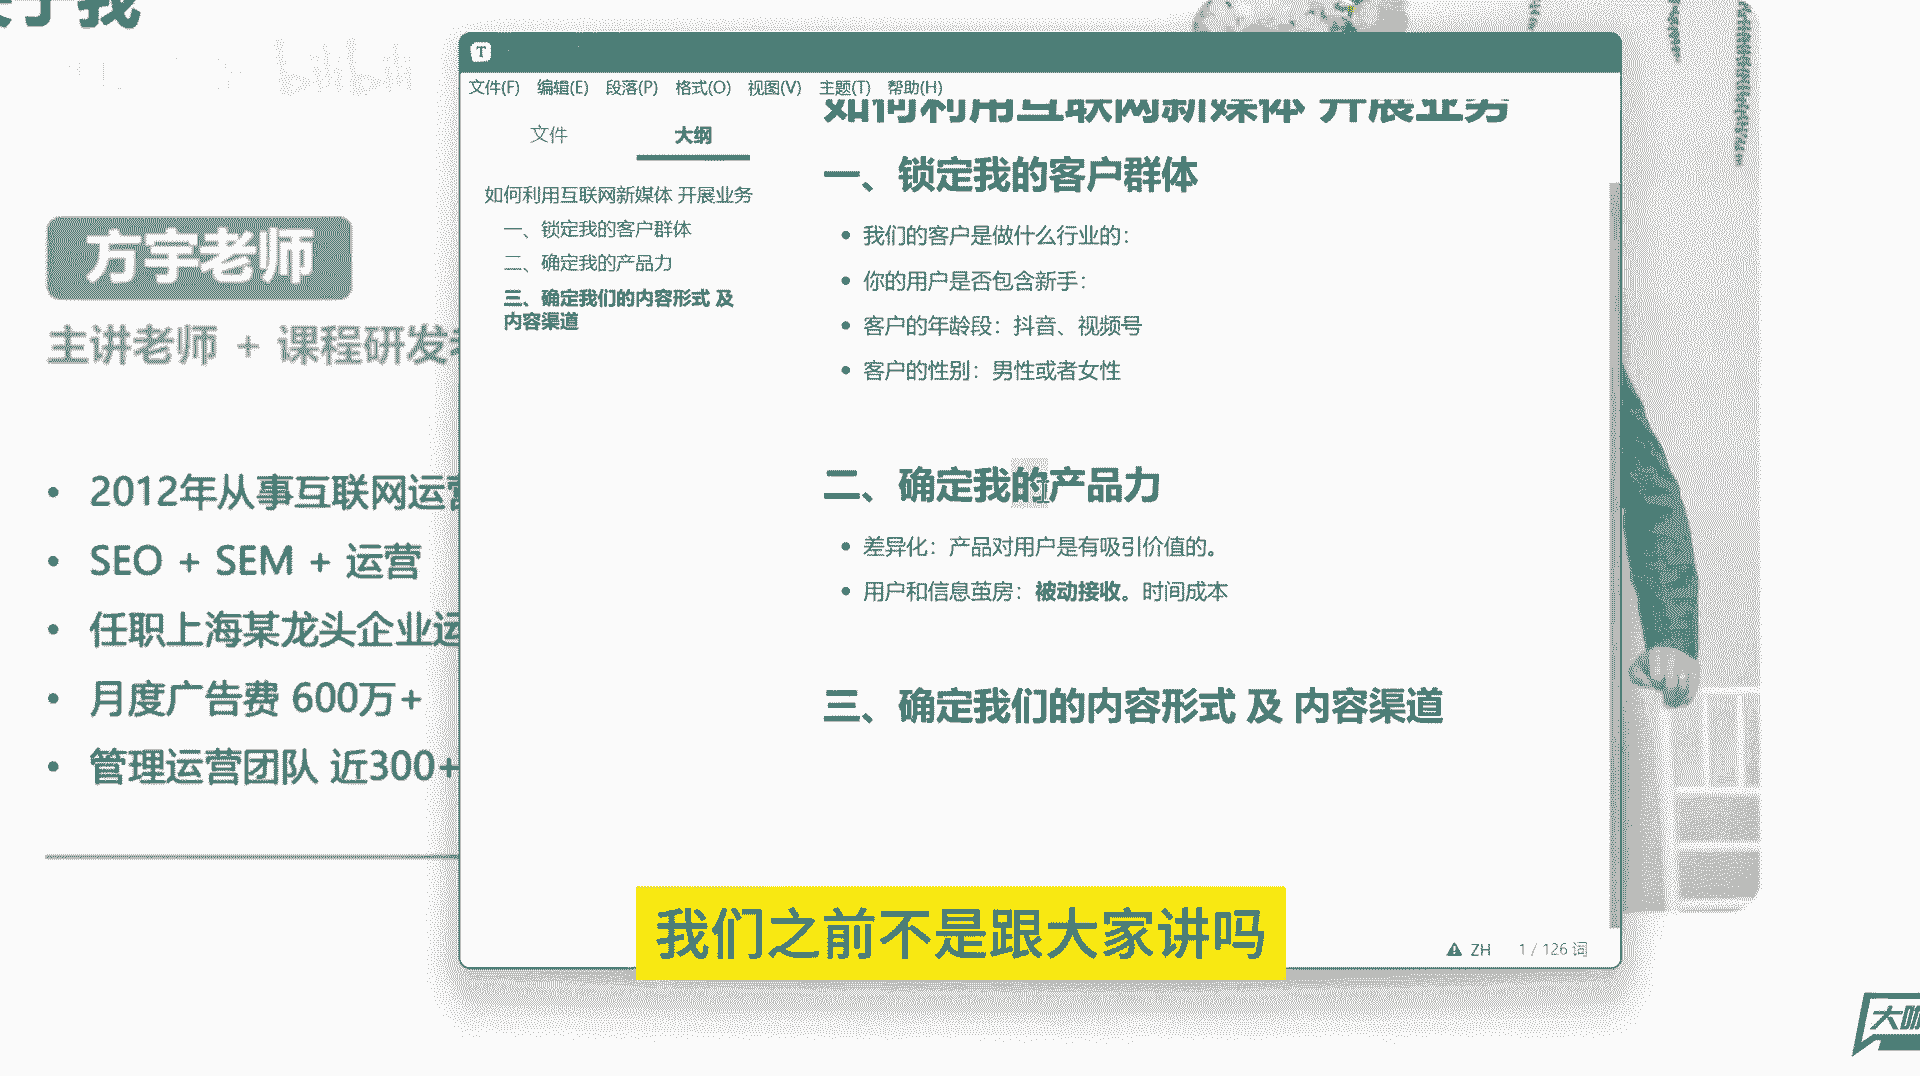 bilibili
方宇老师
主讲老师 + 课程研发
2012年从事互联网运营
SEO + SEM + 运营
任职上海某龙头企业运
月度广告费 600万+
管理运营团队 近300+
T
文件(F) 编辑(E) 段落(P) 格式(O) 视图(V) 主题(T) 帮助(H)
文件 大纲
如何利用互联网新媒体 开展业务
一、锁定我的客户群体
二、确定我的产品力
三、确定我们的内容形式 及
内容渠道
如何利用互联网新媒体 开展业务
一、锁定我的客户群体
我们的客户是做什么行业的：
你的用户是否包含新手：
客户的年龄段：抖音、视频号
客户的性别：男性或者女性
二、确定我的产品力
差异化：产品对用户是有吸引价值的。
用户和信息茧房：被动接收。时间成本
三、确定我们的内容形式 及 内容渠道
ZH 1 / 126 词
我们之前不是跟大家讲吗
大咖